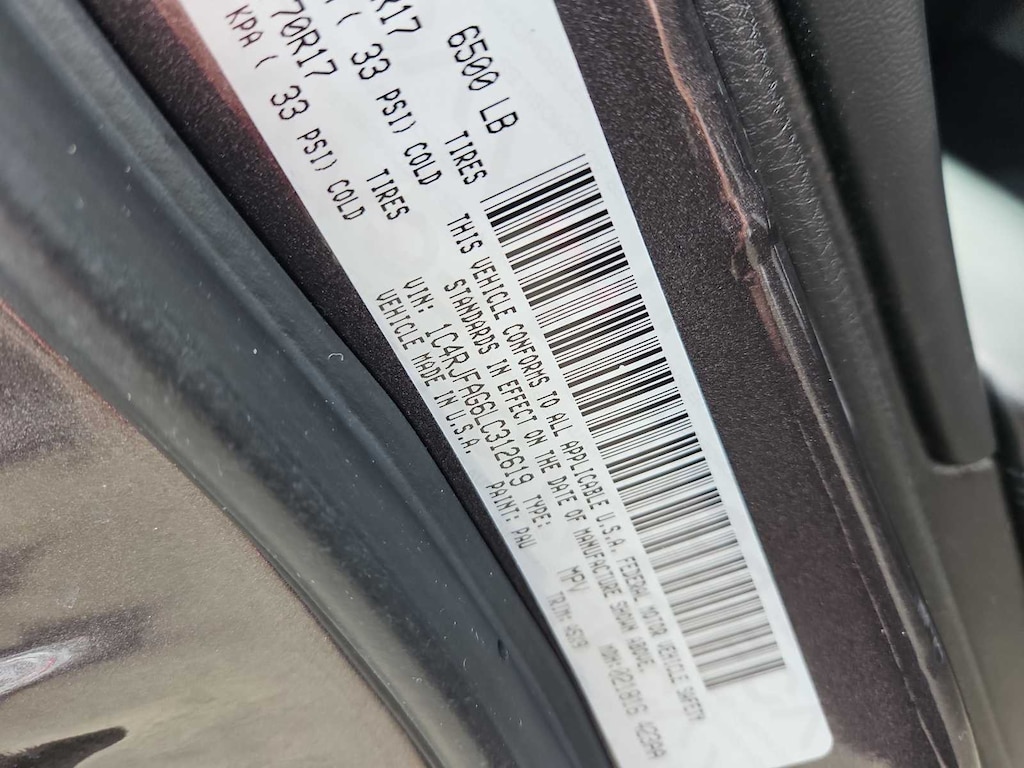 6500 LB
R17 TIRES
( 33 PSI) COLD
70R17 TIRES
KPA ( 33 PSI) COLD
THIS VEHICLE CONFORMS TO ALL APPLICABLE U.S.A. FEDERAL MOTOR VEHICLE SAFETY
STANDARDS IN EFFECT ON THE DATE OF MANUFACTURE SHOWN ABOVE.
VIN: 1C4RJFAG6LC312619 TYPE: MPV
VEHICLE MADE IN U.S.A. PAINT: PAU TRIM: